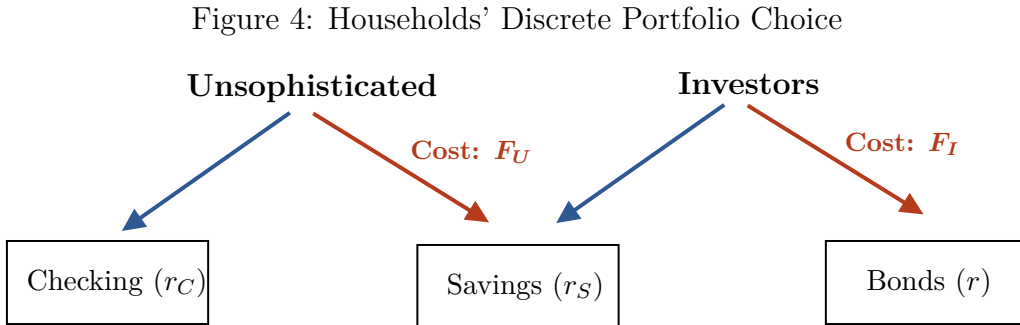 Figure 4: Households’ Discrete Portfolio Choice
Unsophisticated
Investors
Cost: F_U
Cost: F_I
Checking (r_C)
Savings (r_S)
Bonds (r)